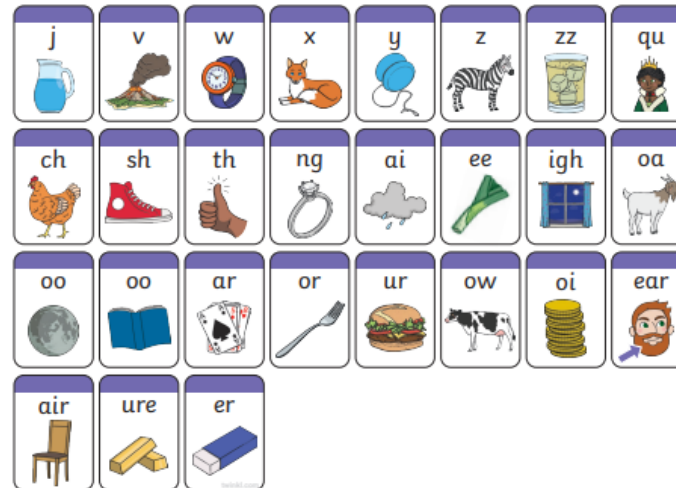 j v w x y z zz qu
ch sh th ng ai ee igh oa
oo oo ar or ur ow oi ear
air ure er